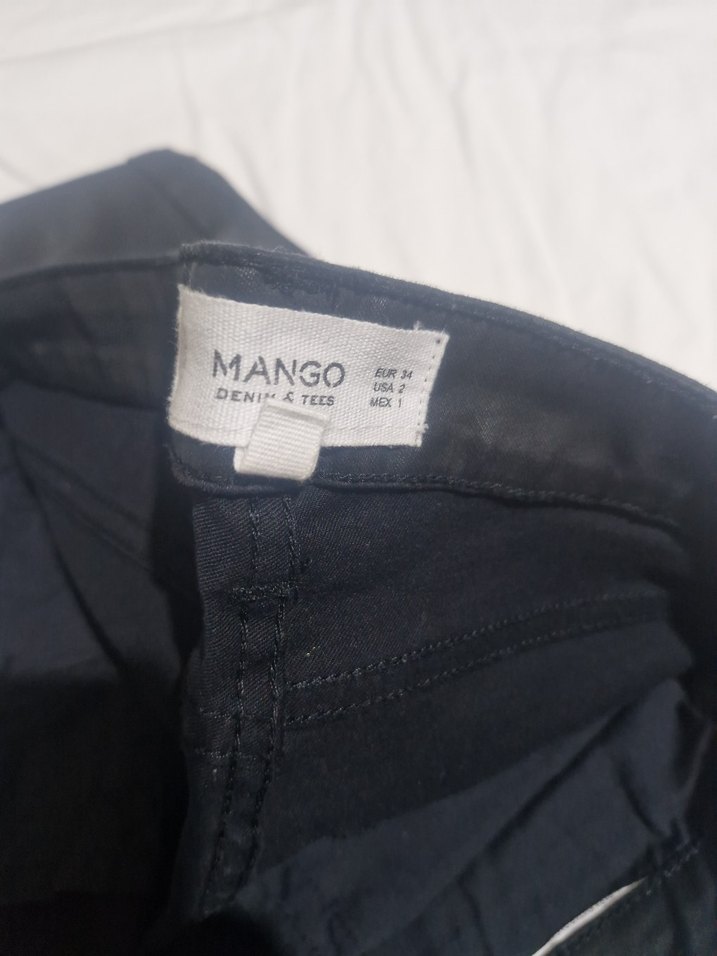 MANGO
DENIM & TEES
EUR 34
USA 2
MEX 1